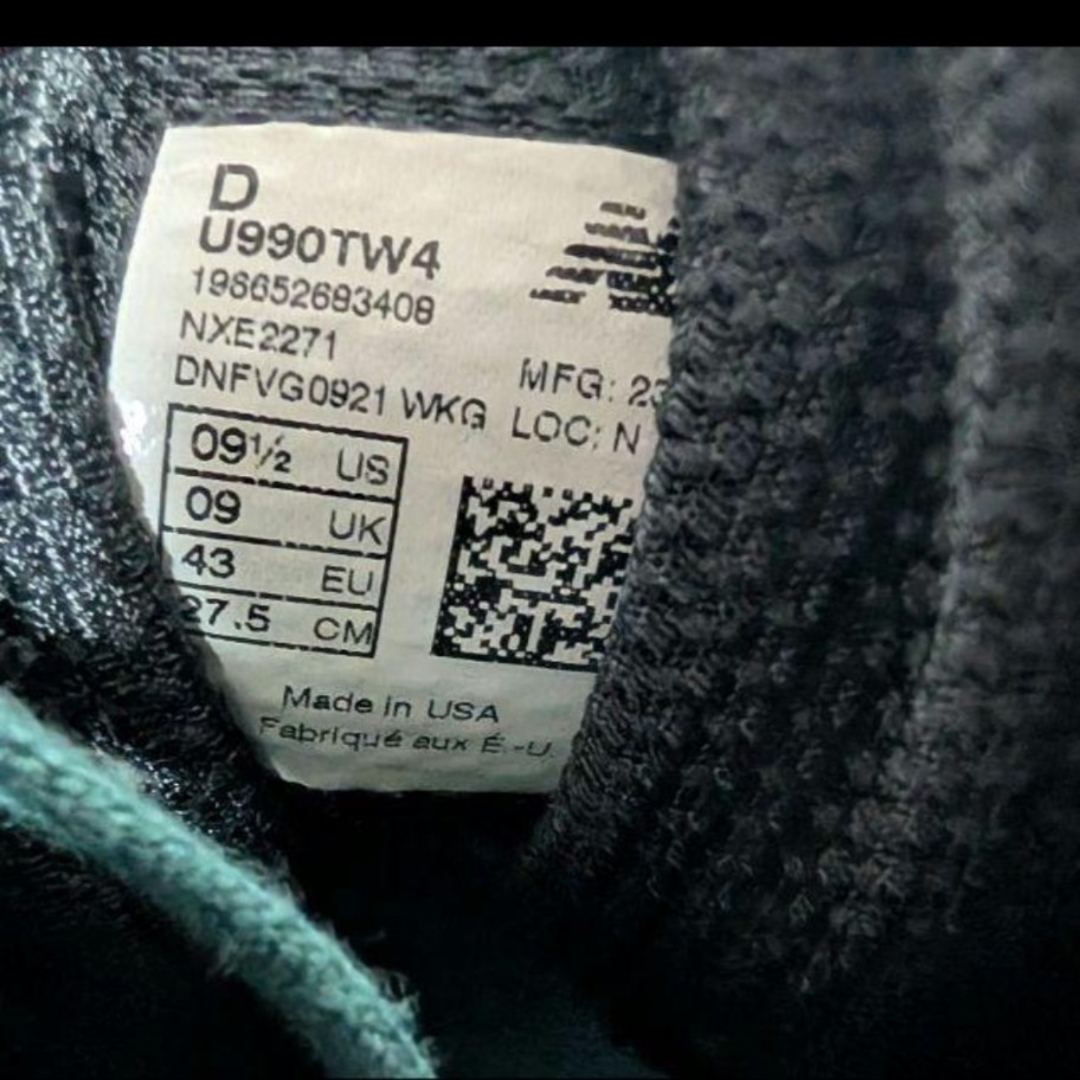 D
U990TW4
196652693408
NXE2271
DNFVG0921 WKG
MFG: 23
LOC: N
09½ US
09 UK
43 EU
27.5 CM
Made in USA
Fabriqué aux É.-U.